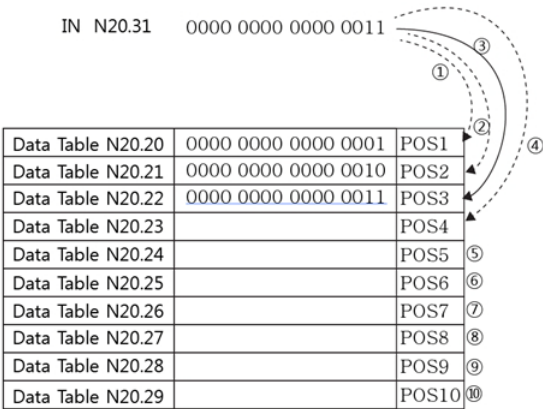 IN N20.31 0000 0000 0000 0011
③
①
②
④
Data Table N20.20 0000 0000 0000 0001 POS1
Data Table N20.21 0000 0000 0000 0010 POS2
Data Table N20.22 0000 0000 0000 0011 POS3
Data Table N20.23 POS4
Data Table N20.24 POS5 ⑤
Data Table N20.25 POS6 ⑥
Data Table N20.26 POS7 ⑦
Data Table N20.27 POS8 ⑧
Data Table N20.28 POS9 ⑨
Data Table N20.29 POS10 ⑩